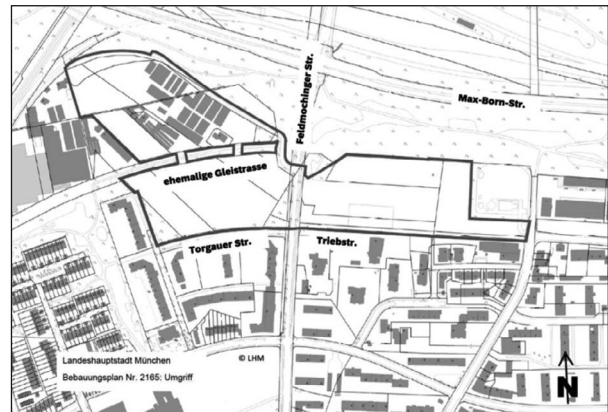 Feldmochinger Str.
Max-Born-Str.
ehemalige Gleistrasse
Torgauer Str.
Triebstr.
Landeshauptstadt München
© LHM
Bebauungsplan Nr. 2165: Umgriff
N